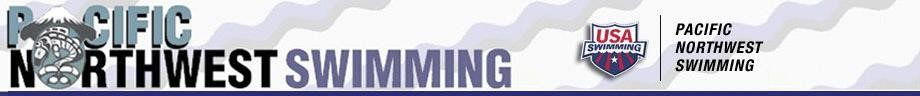 PACIFIC
NORTHWEST SWIMMING
USA
SWIMMING
PACIFIC
NORTHWEST
SWIMMING